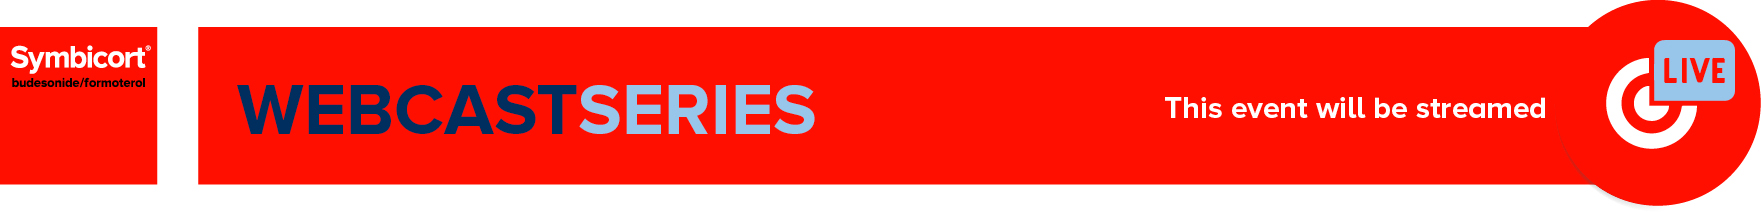 Symbicort®
budesonide/formoterol
WEBCASTSERIES
This event will be streamed
LIVE